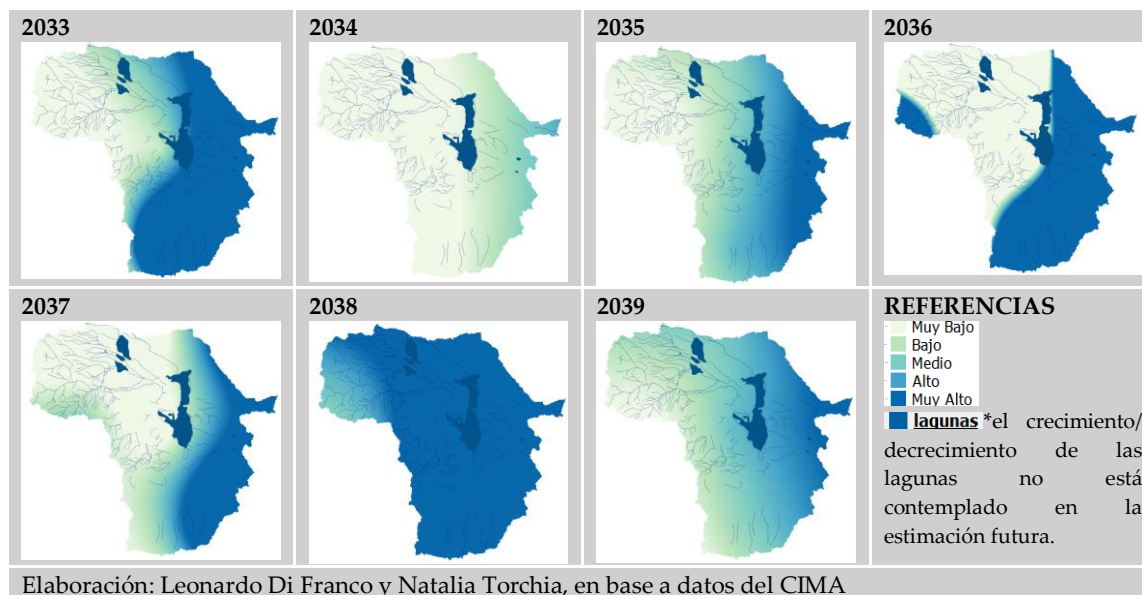 2033
2034
2035
2036
2037
2038
2039
REFERENCIAS
Muy Bajo
Bajo
Medio
Alto
Muy Alto
lagunas *el crecimiento/
decrecimiento de las
lagunas no está
contemplado en la
estimación futura.
Elaboración: Leonardo Di Franco y Natalia Torchia, en base a datos del CIMA